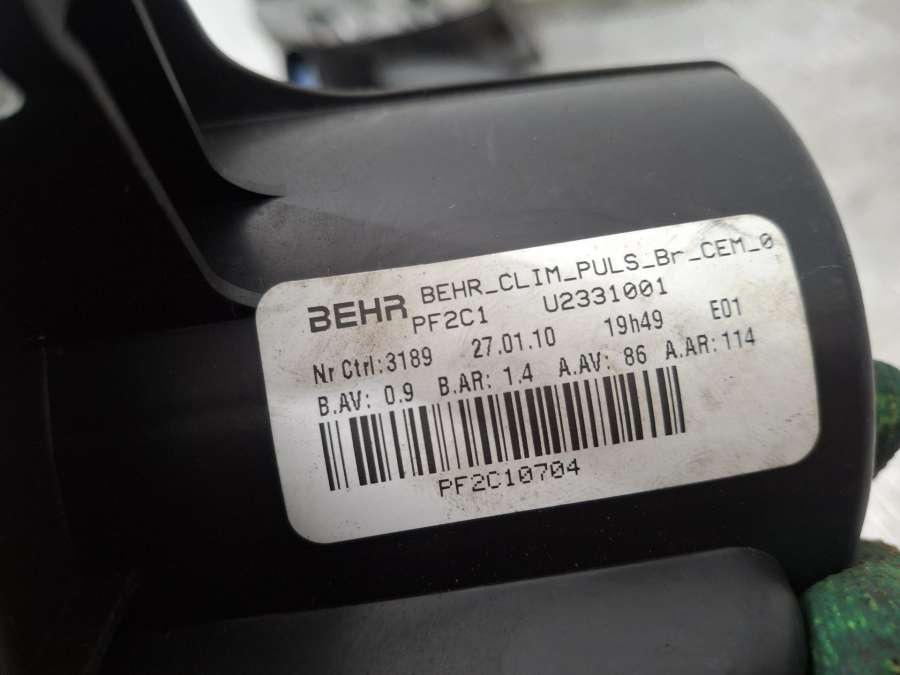 BEHR BEHR_CLIM_PULS_Br_CEM_0
PF2C1 U2331001
Nr Ctrl:3189 27.01.10 19h49 E01
B.AV: 0.9 B.AR: 1.4 A.AV: 86 A.AR:114
PF2C10704